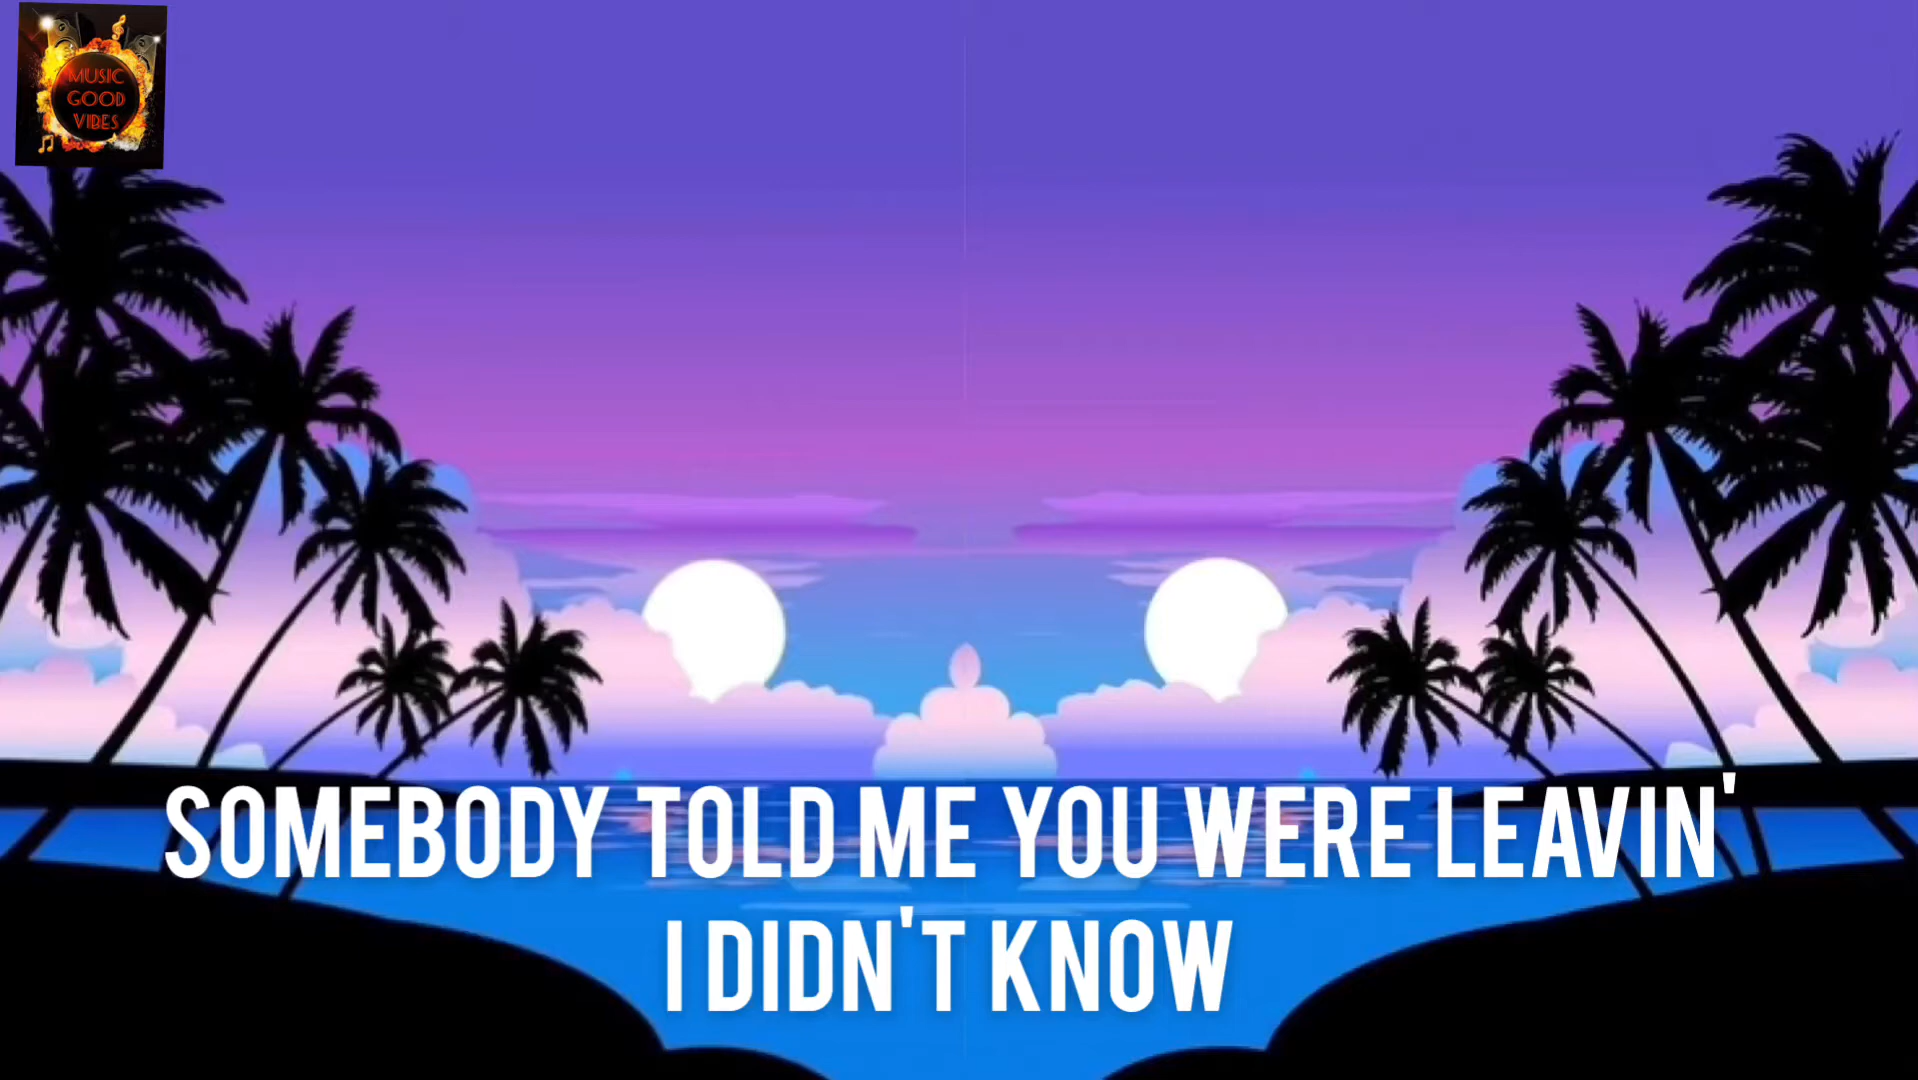 MUSIC
GOOD
VIBES
SOMEBODY TOLD ME YOU WERE LEAVIN'
I DIDN'T KNOW